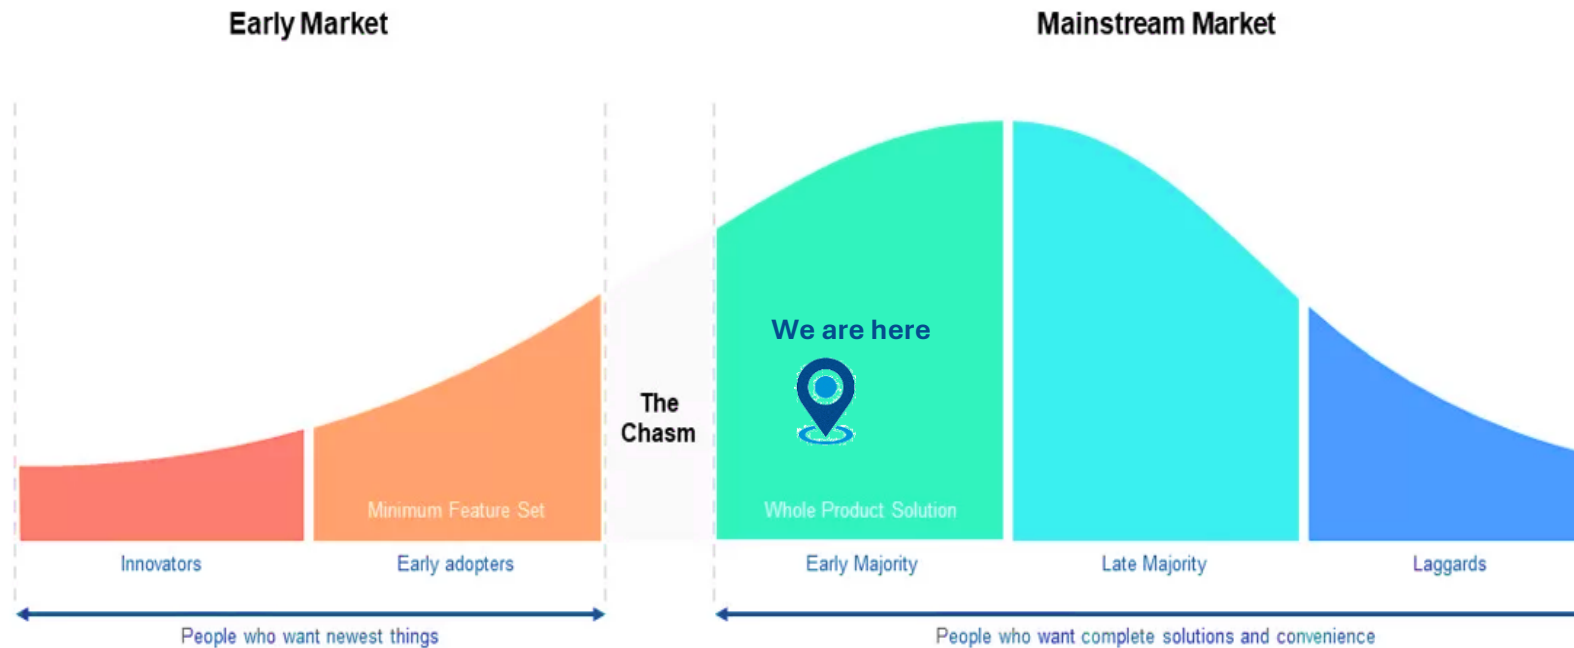 Early Market
Mainstream Market
We are here
The
Chasm
Minimum Feature Set
Whole Product Solution
Innovators
Early adopters
Early Majority
Late Majority
Laggards
People who want newest things
People who want complete solutions and convenience